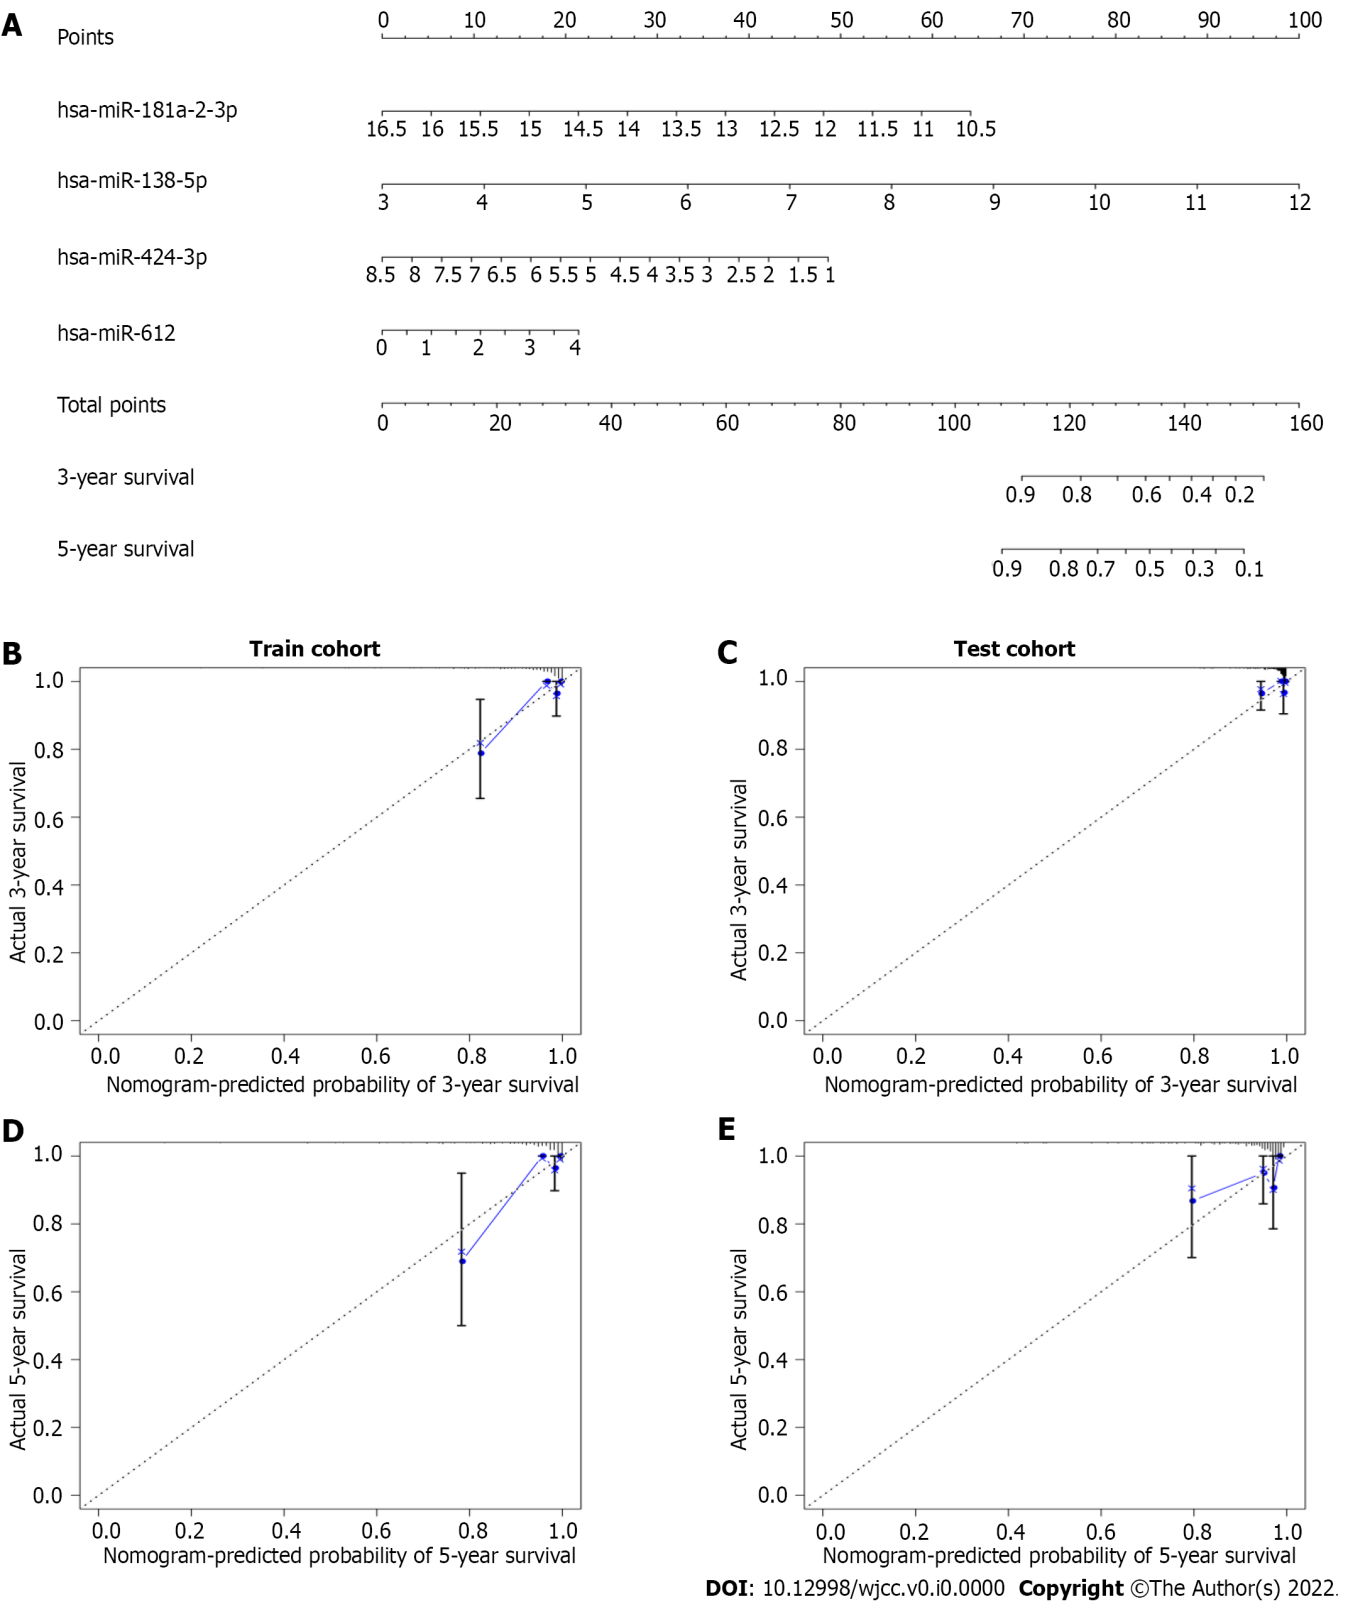 A
Points
0 10 20 30 40 50 60 70 80 90 100
hsa-miR-181a-2-3p
16.5 16 15.5 15 14.5 14 13.5 13 12.5 12 11.5 11 10.5
hsa-miR-138-5p
3 4 5 6 7 8 9 10 11 12
hsa-miR-424-3p
8.5 8 7.5 7 6.5 6 5.5 5 4.5 4 3.5 3 2.5 2 1.5 1
hsa-miR-612
0 1 2 3 4
Total points
0 20 40 60 80 100 120 140 160
3-year survival
0.9 0.8 0.6 0.4 0.2
5-year survival
0.9 0.8 0.7 0.5 0.3 0.1
B
Train cohort
Actual 3-year survival
1.0
0.8
0.6
0.4
0.2
0.0
0.0 0.2 0.4 0.6 0.8 1.0
Nomogram-predicted probability of 3-year survival
C
Test cohort
Actual 3-year survival
1.0
0.8
0.6
0.4
0.2
0.0
0.0 0.2 0.4 0.6 0.8 1.0
Nomogram-predicted probability of 3-year survival
D
Actual 5-year survival
1.0
0.8
0.6
0.4
0.2
0.0
0.0 0.2 0.4 0.6 0.8 1.0
Nomogram-predicted probability of 5-year survival
E
Actual 5-year survival
1.0
0.8
0.6
0.4
0.2
0.0
0.0 0.2 0.4 0.6 0.8 1.0
Nomogram-predicted probability of 5-year survival
DOI: 10.12998/wjcc.v0.i0.0000 Copyright ©The Author(s) 2022.